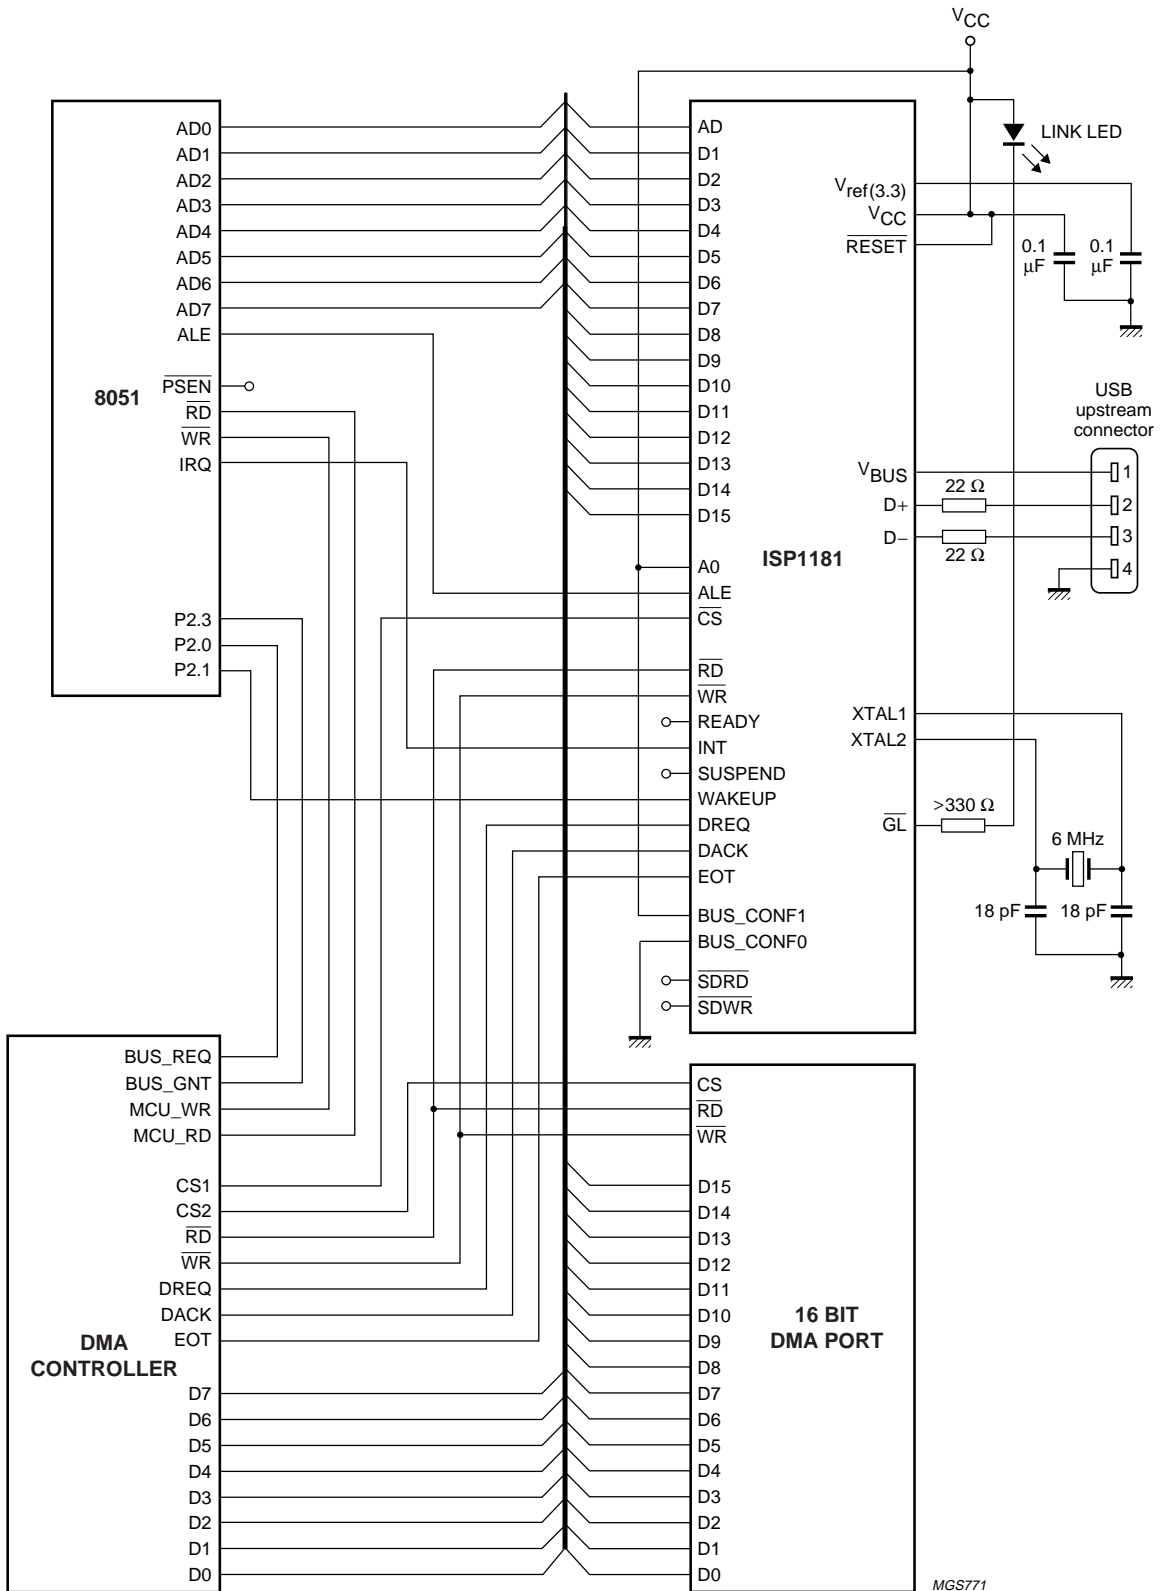 VCC
8051
AD0
AD1
AD2
AD3
AD4
AD5
AD6
AD7
ALE
PSEN
RD
WR
IRQ
P2.3
P2.0
P2.1
ISP1181
AD
D1
D2
D3
D4
D5
D6
D7
D8
D9
D10
D11
D12
D13
D14
D15
A0
ALE
CS
RD
WR
READY
INT
SUSPEND
WAKEUP
DREQ
DACK
EOT
BUS_CONF1
BUS_CONF0
SDRD
SDWR
Vref(3.3)
VCC
RESET
VBUS
D+
D−
XTAL1
XTAL2
GL
LINK LED
0.1
μF
0.1
μF
USB
upstream
connector
1
2
3
4
22 Ω
22 Ω
>330 Ω
6 MHz
18 pF
18 pF
DMA
CONTROLLER
BUS_REQ
BUS_GNT
MCU_WR
MCU_RD
CS1
CS2
RD
WR
DREQ
DACK
EOT
D7
D6
D5
D4
D3
D2
D1
D0
16 BIT
DMA PORT
CS
RD
WR
D15
D14
D13
D12
D11
D10
D9
D8
D7
D6
D5
D4
D3
D2
D1
D0
MGS771